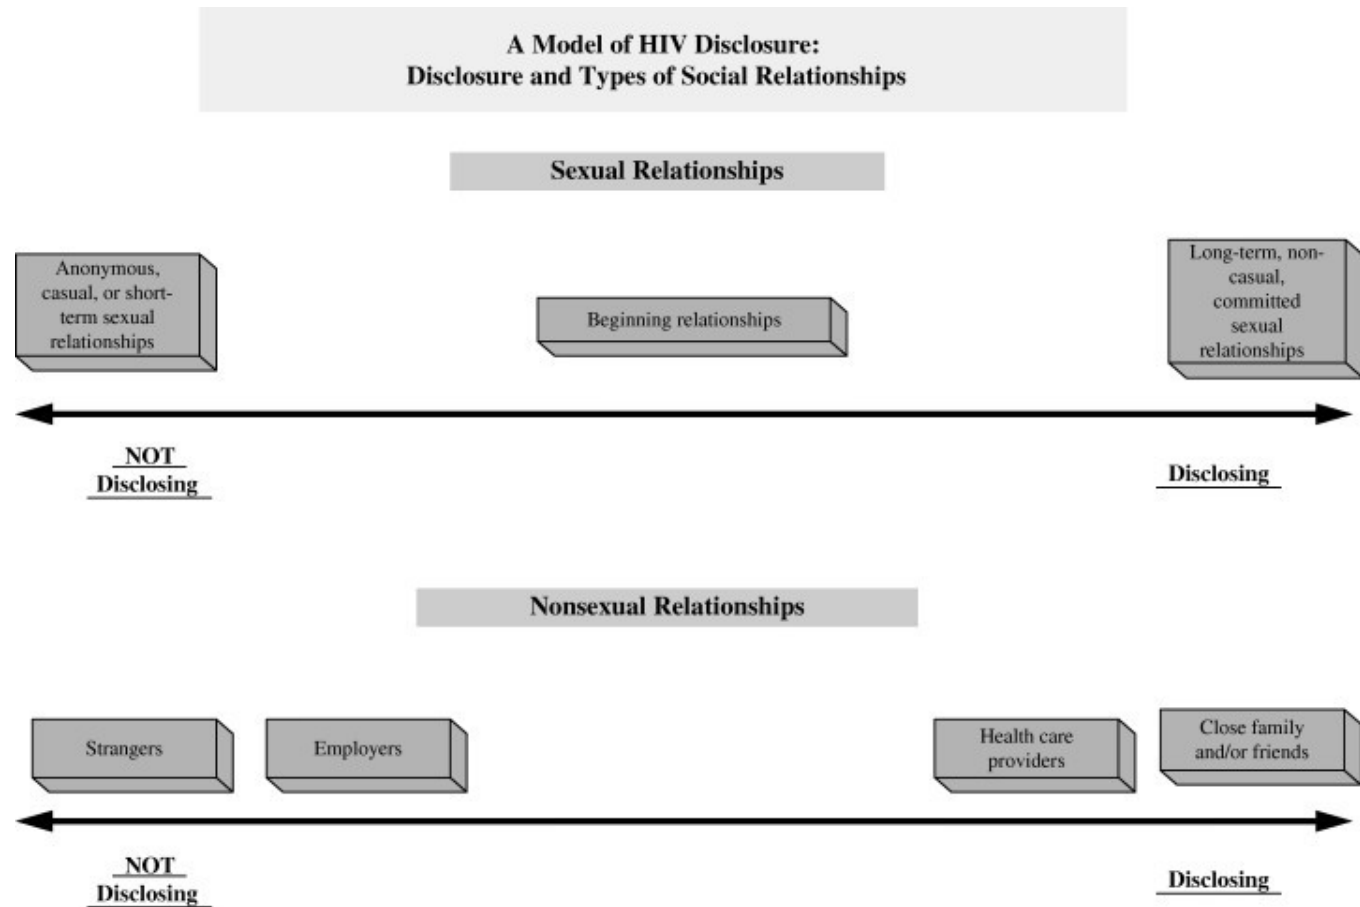 A Model of HIV Disclosure:
Disclosure and Types of Social Relationships
Sexual Relationships
Anonymous,
casual, or short-
term sexual
relationships
Beginning relationships
Long-term, non-
casual,
committed
sexual
relationships
NOT
Disclosing
Disclosing
Nonsexual Relationships
Strangers
Employers
Health care
providers
Close family
and/or friends
NOT
Disclosing
Disclosing